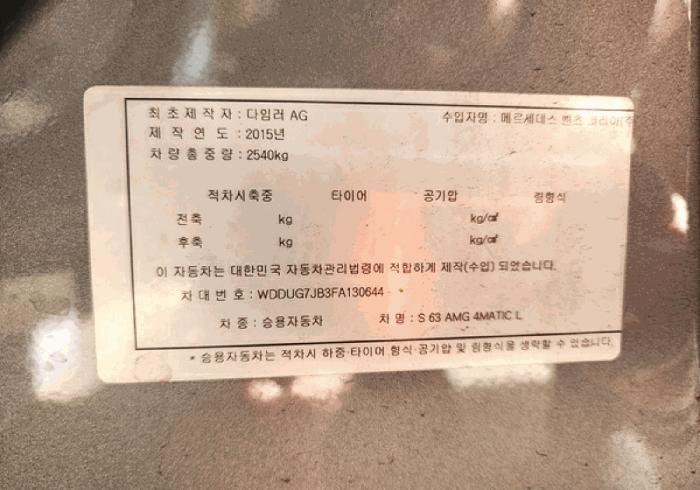 최초제작자 : 다임러 AG 수입자명 : 메르세데스 벤츠 코리아(주
제작연도 : 2015년
차량총중량 : 2540kg
적차시축중 타이어 공기압 림형식
전축 kg kg/㎠
후축 kg kg/㎠
이 자동차는 대한민국 자동차관리법령에 적합하게 제작(수입) 되었습니다.
차대번호 : WDDUG7JB3FA130644
차종 : 승용자동차 차명 : S 63 AMG 4MATIC L
* 승용자동차는 적차시 하중·타이어 형식·공기압 및 림형식을 생략할 수 있습니다.